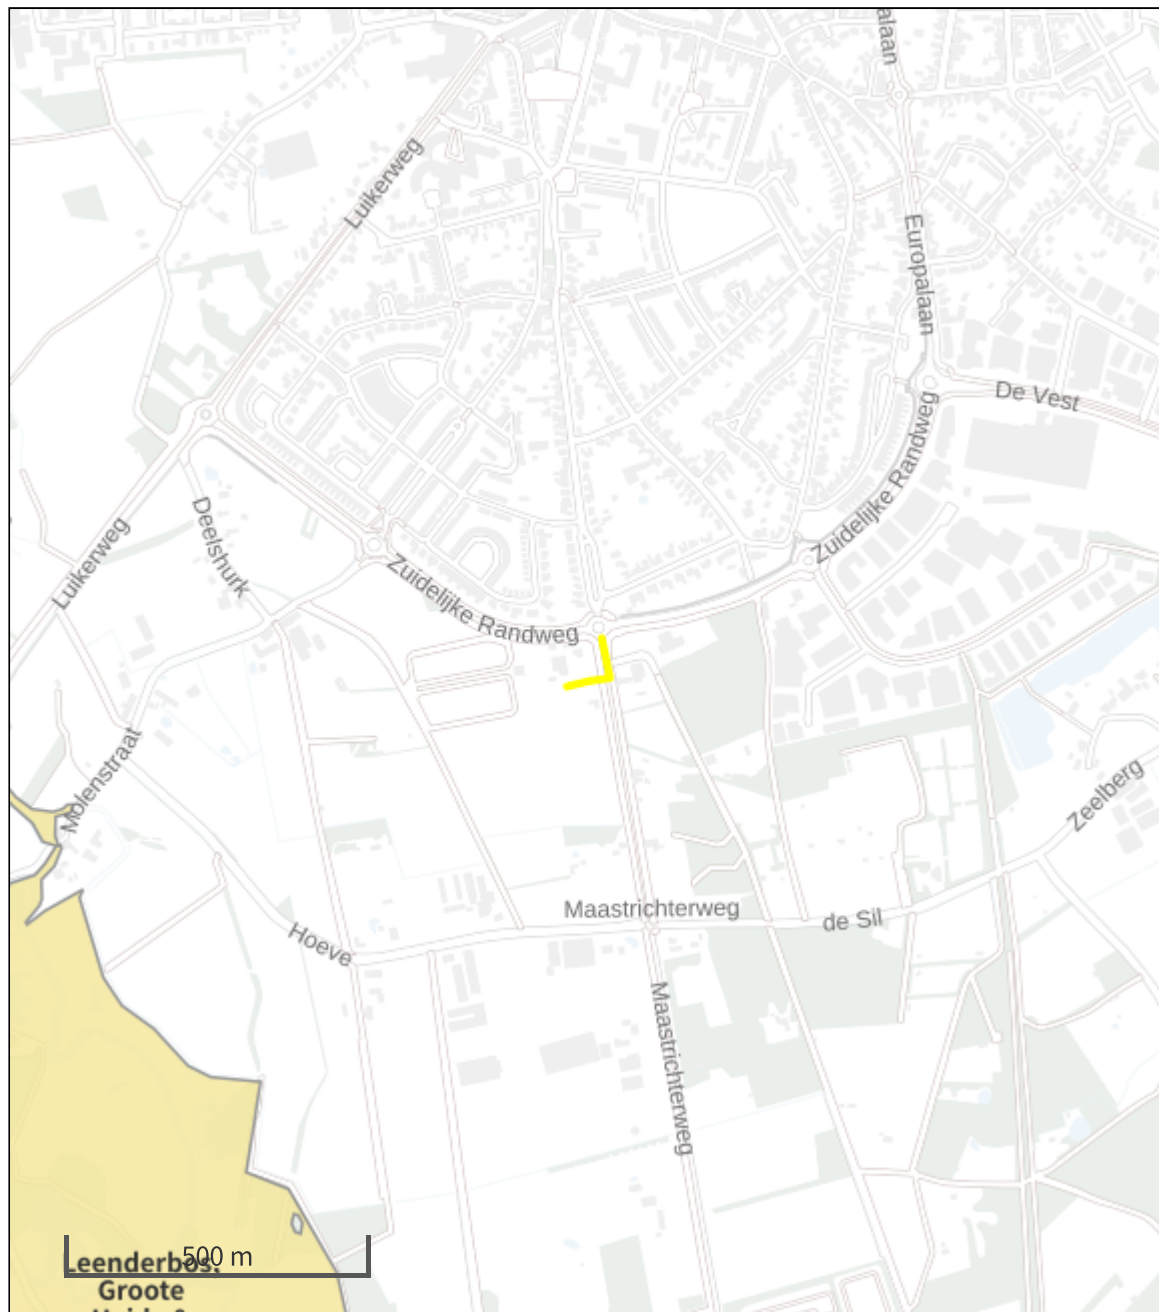 alaan
Luikerweg
Europalaan
De Vest
Zuidelijke Randweg
Deelshurk
Luikerweg
Zuidelijke Randweg
Molenstraat
Zeelberg
Maastrichterweg
de Sil
Hoeve
Maastrichterweg
500 m
Leenderbos,
Groote